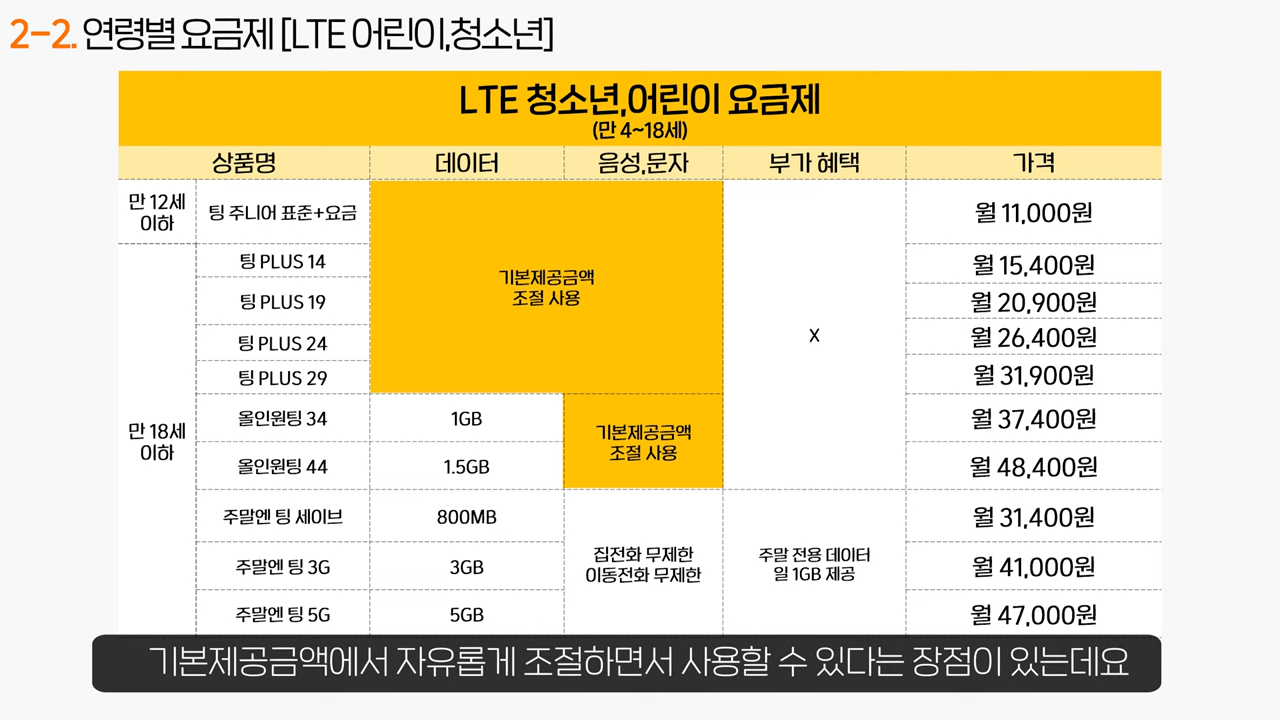 2-2. 연령별 요금제 [LTE 어린이,청소년]
LTE 청소년,어린이 요금제
(만 4~18세)
상품명 데이터 음성,문자 부가 혜택 가격
만 12세
이하
팅 주니어 표준+요금
월 11,000원
만 18세
이하
팅 PLUS 14
월 15,400원
기본제공금액
조절 사용
팅 PLUS 19
월 20,900원
X
팅 PLUS 24
월 26,400원
팅 PLUS 29
월 31,900원
올인원팅 34 1GB
월 37,400원
기본제공금액
조절 사용
올인원팅 44 1.5GB
월 48,400원
주말엔 팅 세이브 800MB
월 31,400원
집전화 무제한
이동전화 무제한
주말 전용 데이터
일 1GB 제공
주말엔 팅 3G 3GB
월 41,000원
주말엔 팅 5G 5GB
월 47,000원
기본제공금액에서 자유롭게 조절하면서 사용할 수 있다는 장점이 있는데요